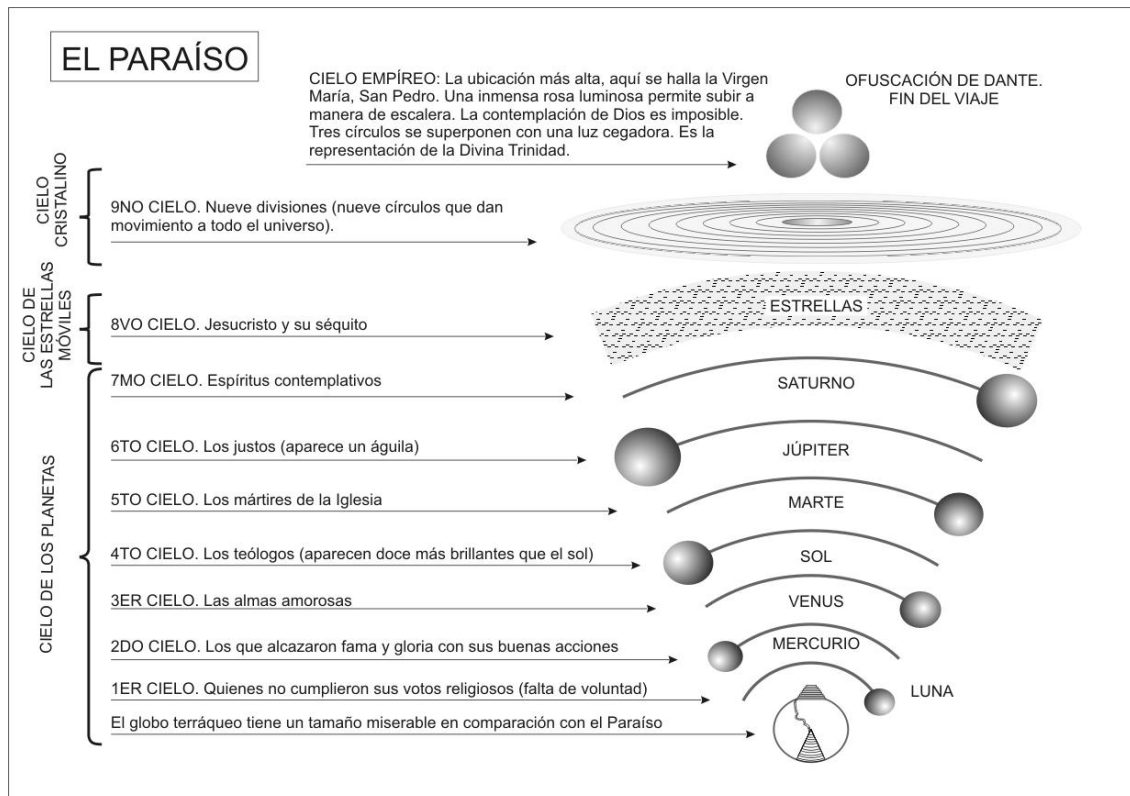 EL PARAÍSO
CIELO EMPÍREO: La ubicación más alta, aquí se halla la Virgen
María, San Pedro. Una inmensa rosa luminosa permite subir a
manera de escalera. La contemplación de Dios es imposible.
Tres círculos se superponen con una luz cegadora. Es la
representación de la Divina Trinidad.
OFUSCACIÓN DE DANTE.
FIN DEL VIAJE
CIELO
CRISTALINO
9NO CIELO. Nueve divisiones (nueve círculos que dan
movimiento a todo el universo).
CIELO DE
LAS ESTRELLAS
MÓVILES
8VO CIELO. Jesucristo y su séquito
ESTRELLAS
CIELO DE LOS PLANETAS
7MO CIELO. Espíritus contemplativos
SATURNO
6TO CIELO. Los justos (aparece un águila)
JÚPITER
5TO CIELO. Los mártires de la Iglesia
MARTE
4TO CIELO. Los teólogos (aparecen doce más brillantes que el sol)
SOL
3ER CIELO. Las almas amorosas
VENUS
2DO CIELO. Los que alcazaron fama y gloria con sus buenas acciones
MERCURIO
1ER CIELO. Quienes no cumplieron sus votos religiosos (falta de voluntad)
LUNA
El globo terráqueo tiene un tamaño miserable en comparación con el Paraíso